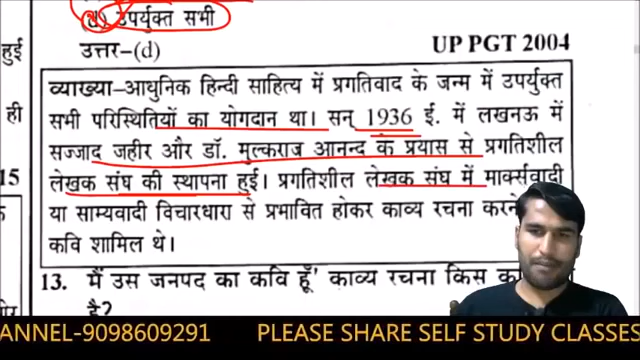 (d) उपर्युक्त सभी
उत्तर-(d) UP PGT 2004
हुई
ही
15
व्याख्या-आधुनिक हिन्दी साहित्य में प्रगतिवाद के जन्म में उपर्युक्त
सभी परिस्थितियों का योगदान था। सन् 1936 ई. में लखनऊ में
सज्जाद जहीर और डॉ. मुल्कराज आनन्द के प्रयास से प्रगतिशील
लेखक संघ की स्थापना हुई। प्रगतिशील लेखक संघ में मार्क्सवादी
या साम्यवादी विचारधारा से प्रभावित होकर काव्य रचना करने
कवि शामिल थे।
13. मैं उस जनपद का कवि हूँ' काव्य रचना किस
है?
ANNEL-9098609291 PLEASE SHARE SELF STUDY CLASSES